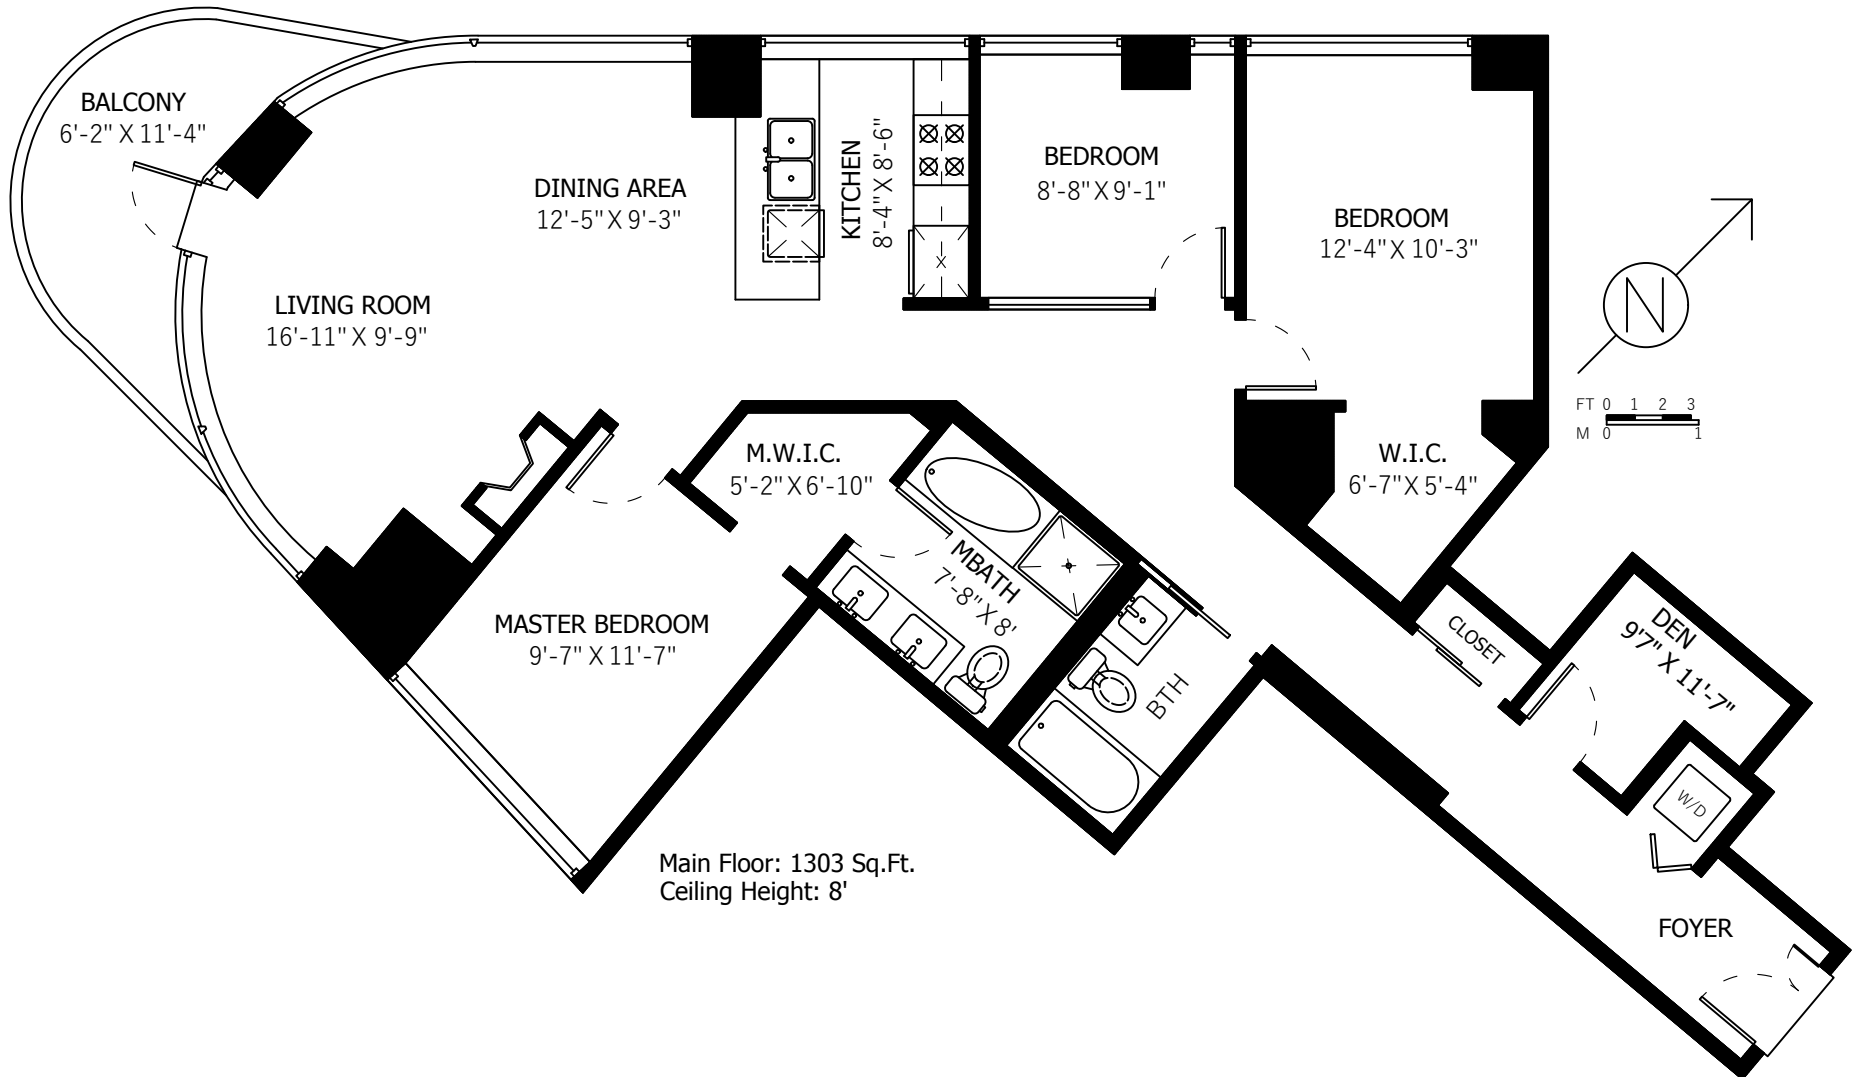 BALCONY
6'-2" X 11'-4"
DINING AREA
12'-5" X 9'-3"
KITCHEN
8'-4" X 8'-6"
X
BEDROOM
8'-8" X 9'-1"
BEDROOM
12'-4" X 10'-3"
N
FT 0 1 2 3
M 0 1
LIVING ROOM
16'-11" X 9'-9"
M.W.I.C.
5'-2" X 6'-10"
W.I.C.
6'-7" X 5'-4"
MBATH
7'-8" X 8'
MASTER BEDROOM
9'-7" X 11'-7"
BTH
CLOSET
DEN
9'7" X 11'-7"
W/D
Main Floor: 1303 Sq.Ft.
Ceiling Height: 8'
FOYER